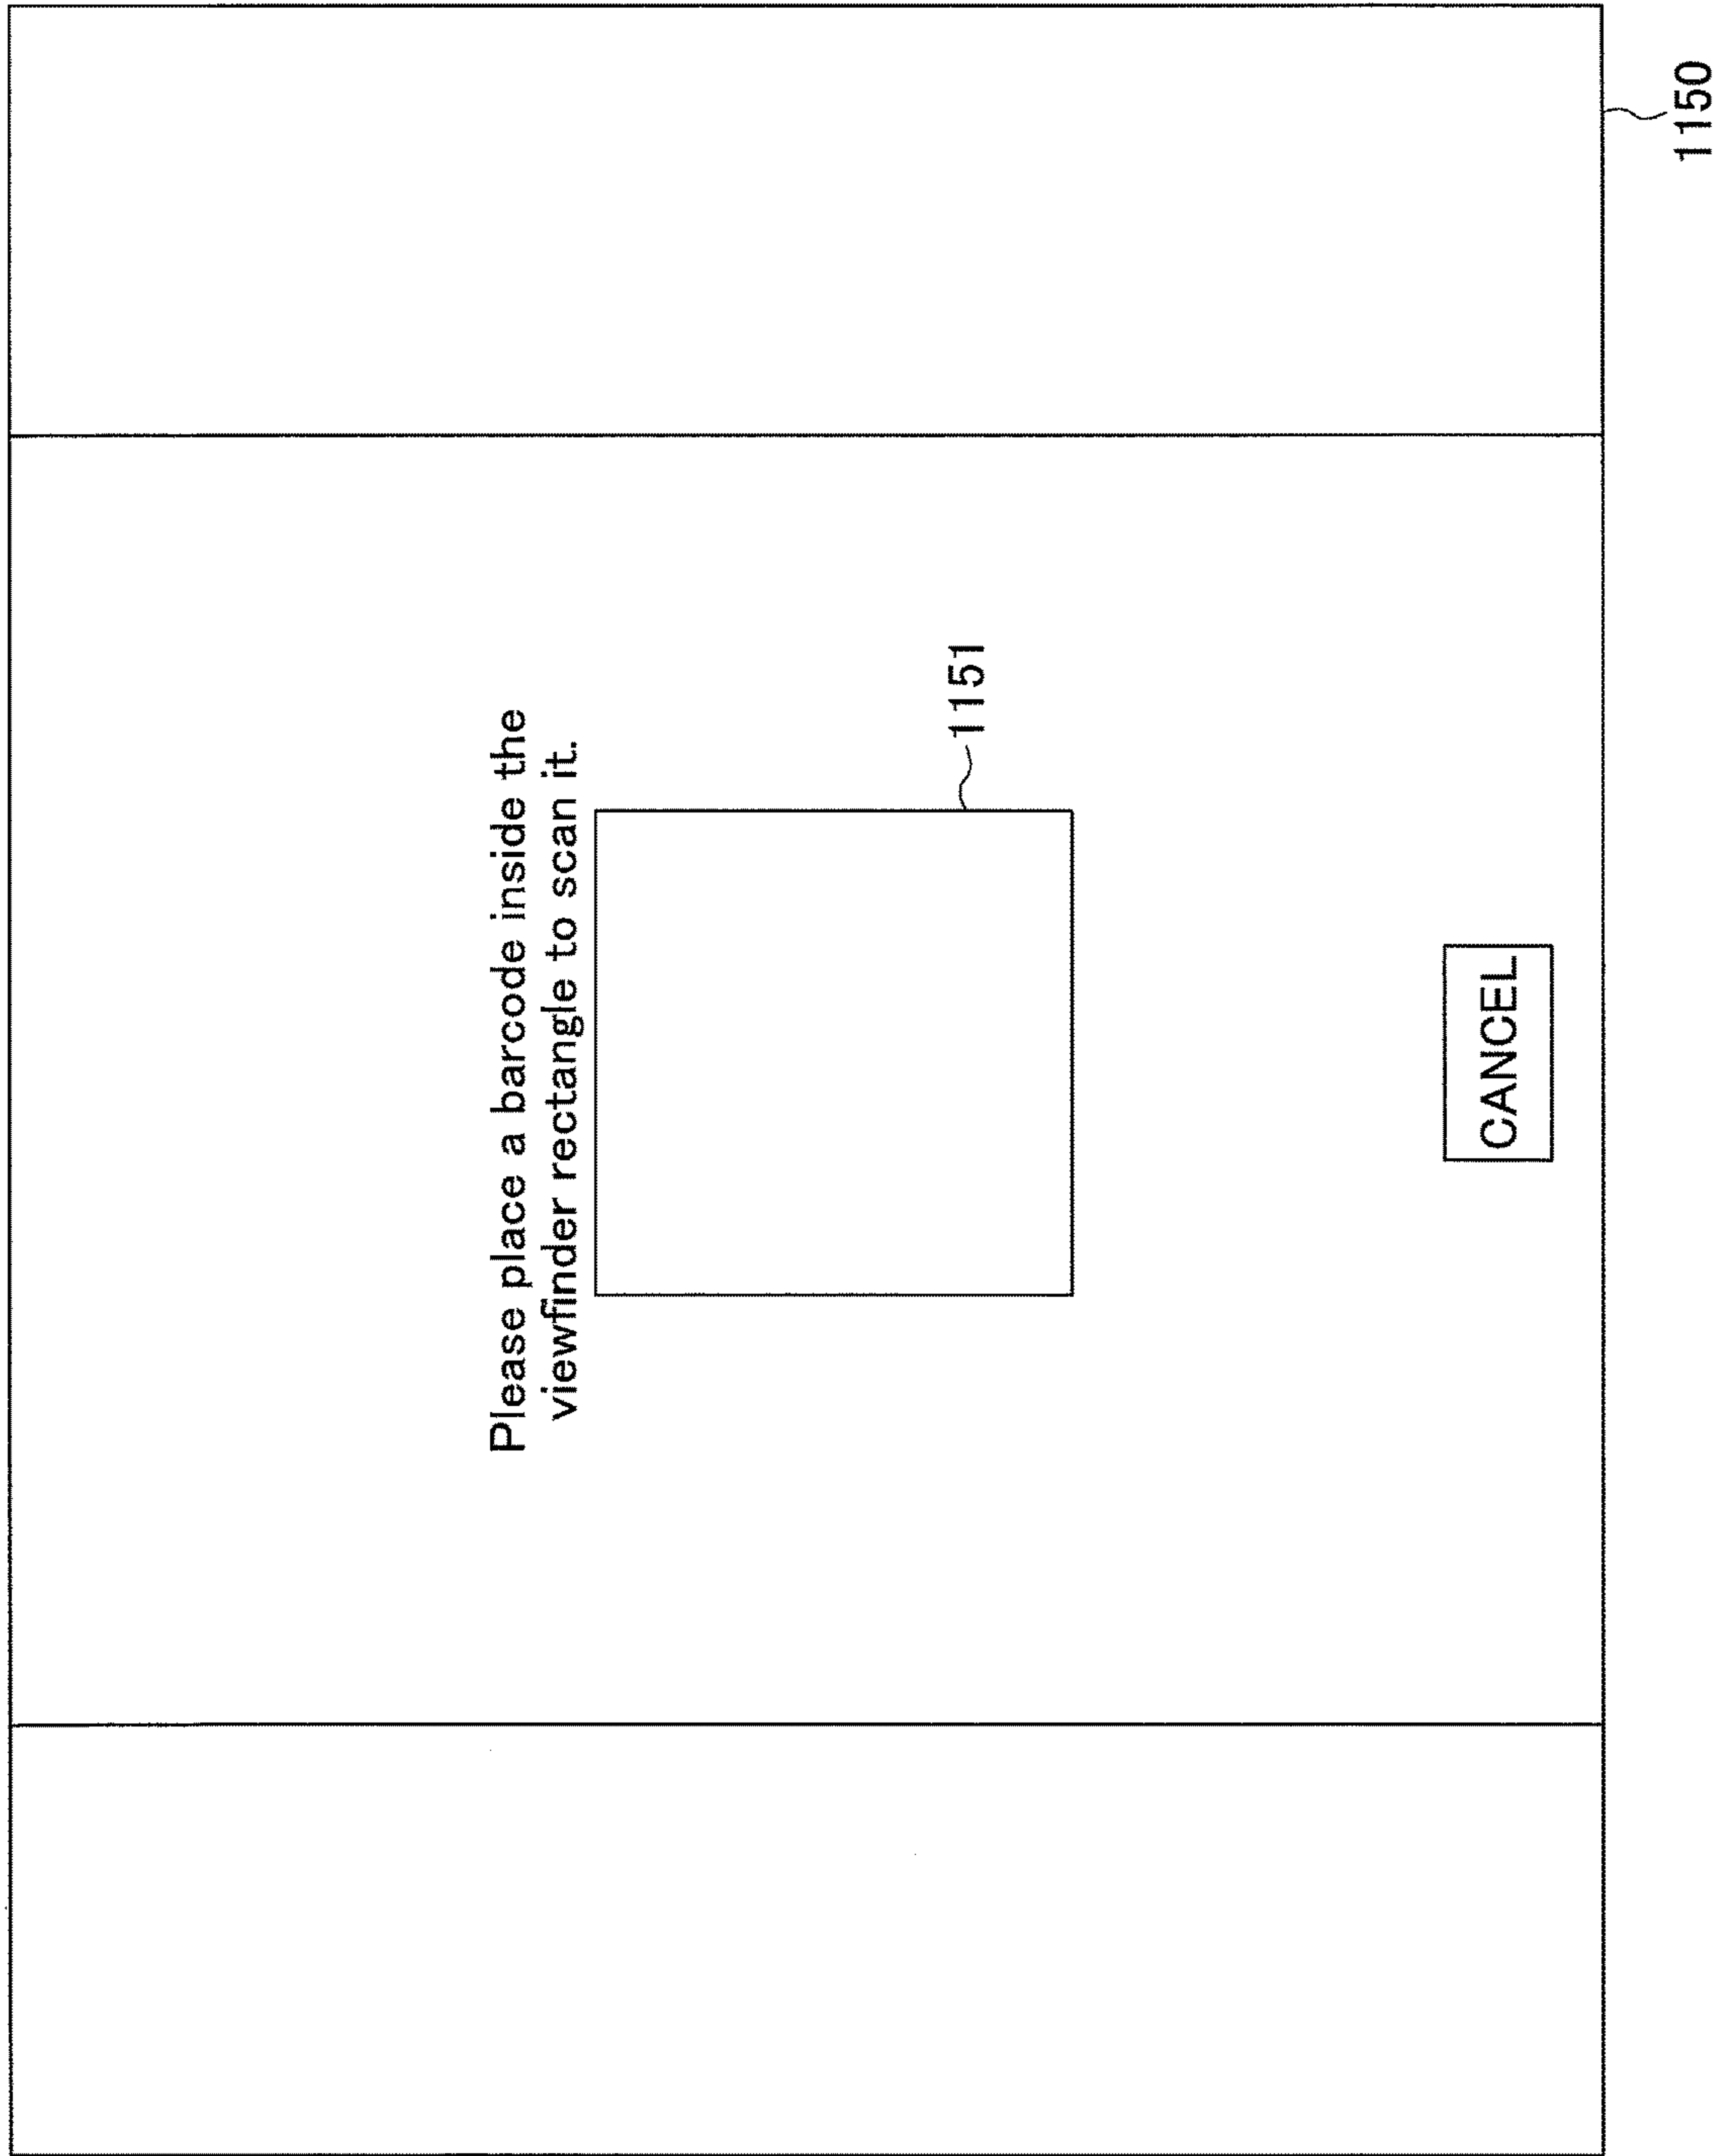 Please place a barcode inside the
viewfinder rectangle to scan it.
1151
CANCEL
1150